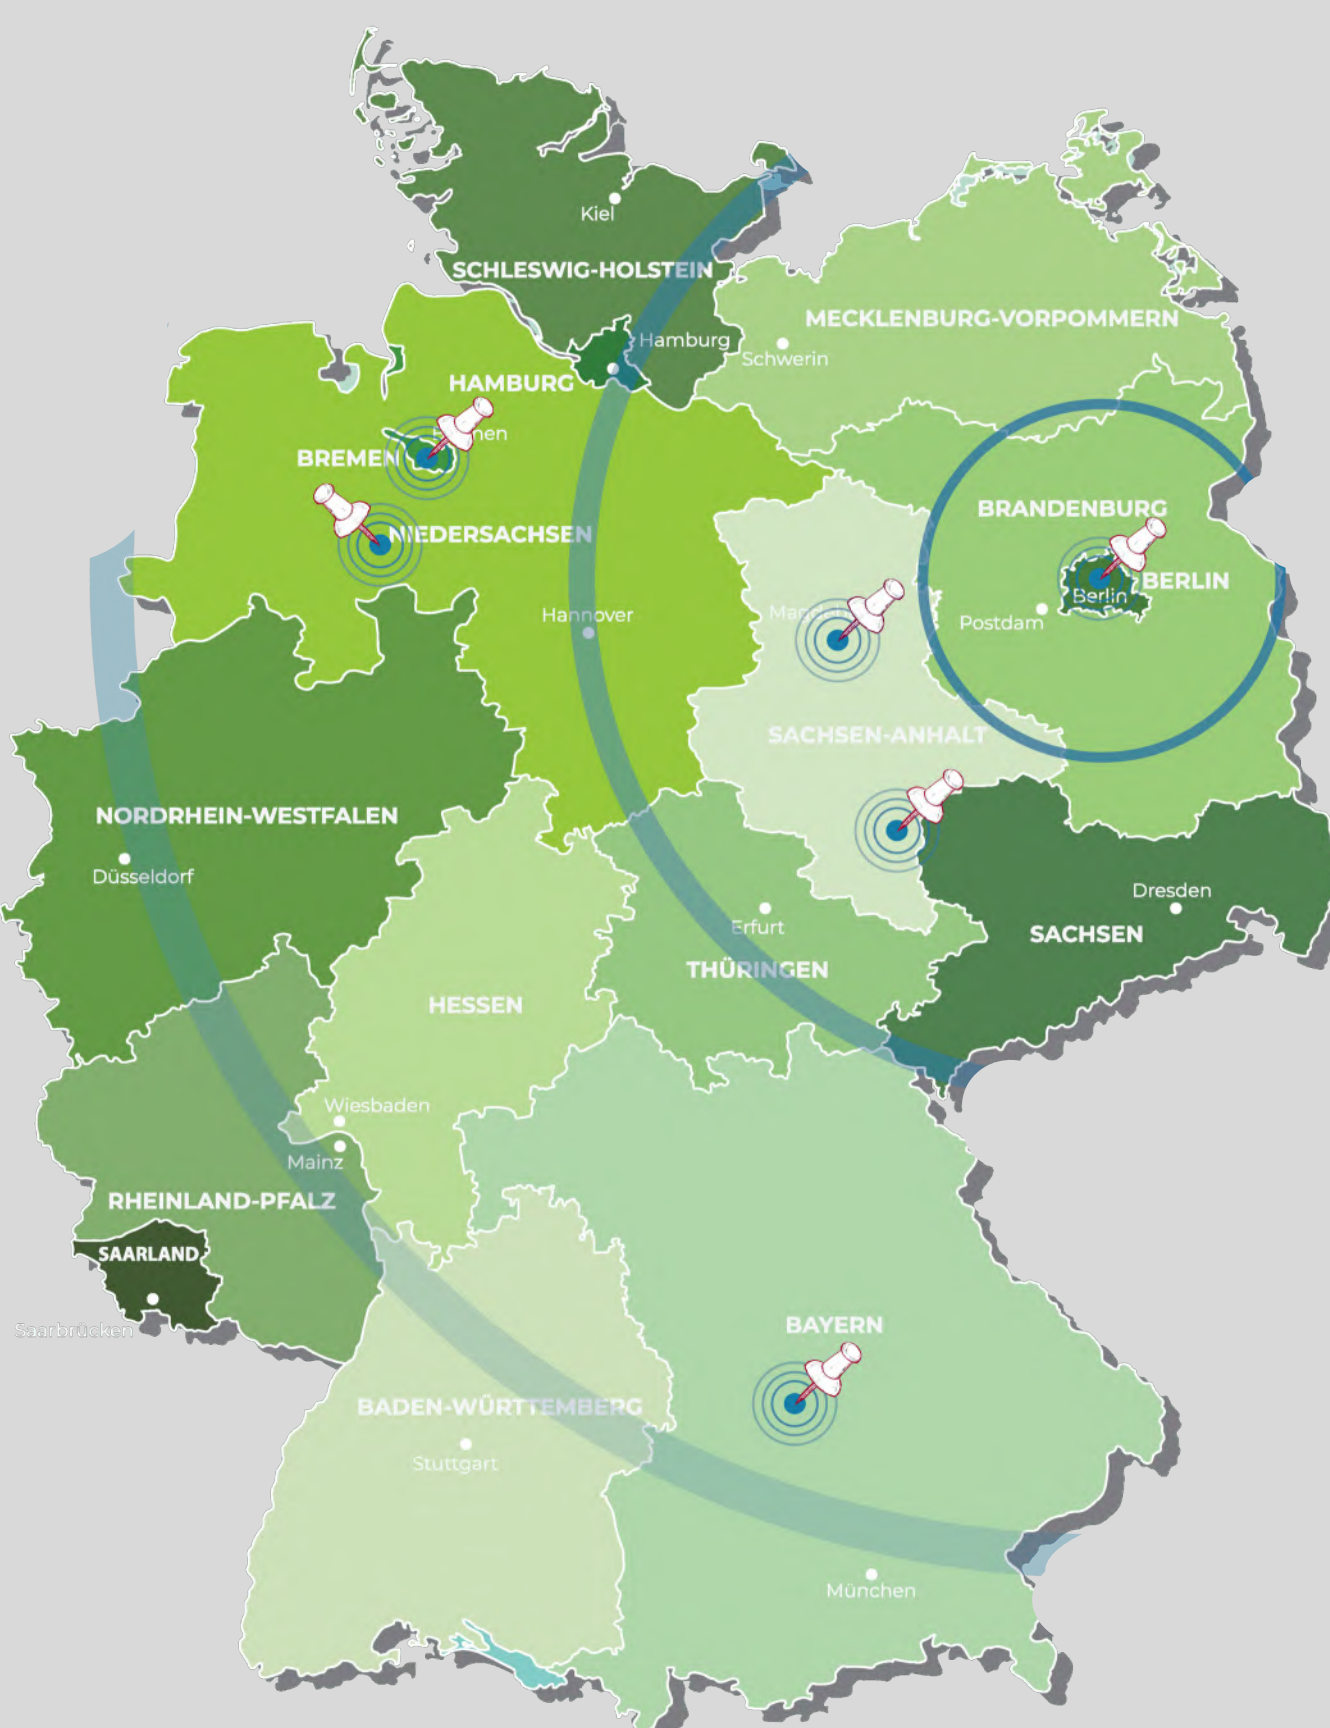 Kiel
SCHLESWIG-HOLSTEIN
MECKLENBURG-VORPOMMERN
Hamburg
Schwerin
HAMBURG
BREMEN
BRANDENBURG
NIEDERSACHSEN
BERLIN
Berlin
Hannover
Postdam
SACHSEN-ANHALT
NORDRHEIN-WESTFALEN
Düsseldorf
Dresden
Erfurt
SACHSEN
THÜRINGEN
HESSEN
Wiesbaden
Mainz
RHEINLAND-PFALZ
SAARLAND
Saarbrücken
BAYERN
BADEN-WÜRTTEMBERG
Stuttgart
München